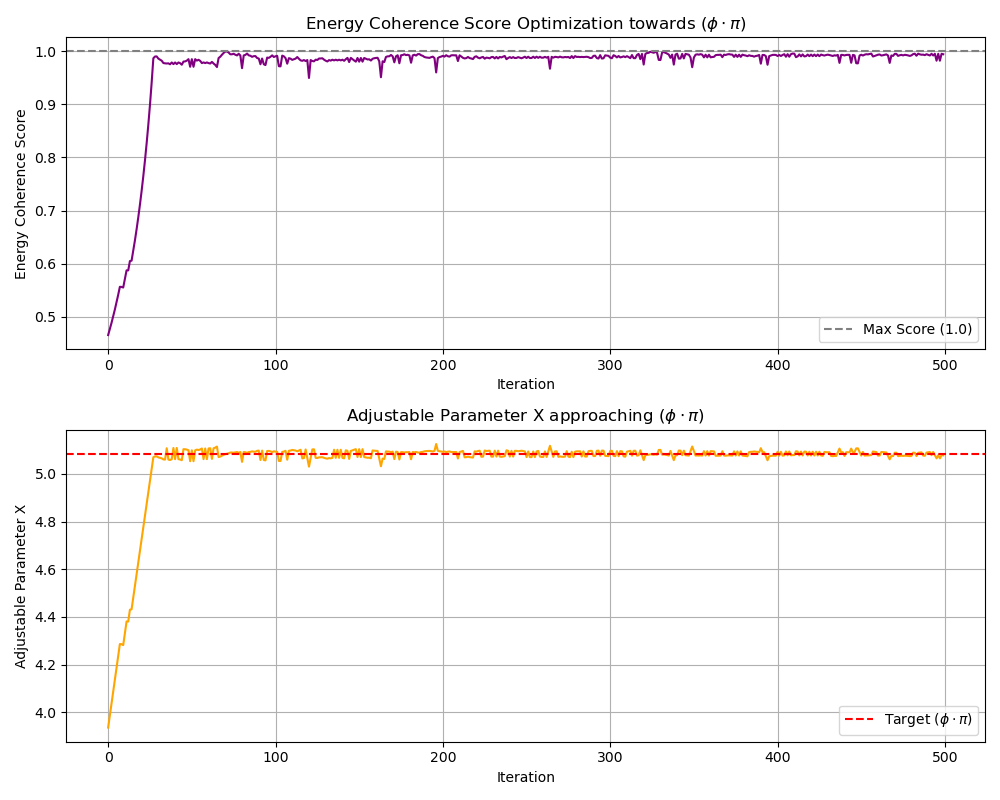 Energy Coherence Score Optimization towards (ϕ · π)
Energy Coherence Score
1.0
0.9
0.8
0.7
0.6
0.5
Max Score (1.0)
0 100 200 300 400 500
Iteration
Adjustable Parameter X approaching (ϕ · π)
Adjustable Parameter X
5.0
4.8
4.6
4.4
4.2
4.0
Target (ϕ · π)
0 100 200 300 400 500
Iteration